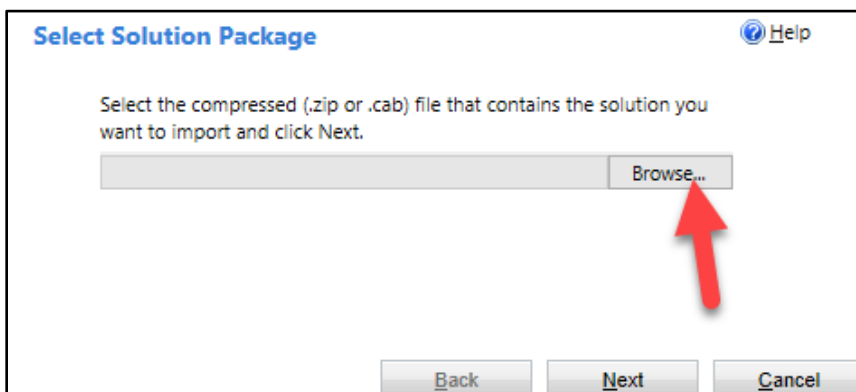 Select Solution Package
Help
Select the compressed (.zip or .cab) file that contains the solution you
want to import and click Next.
Browse...
Back Next Cancel